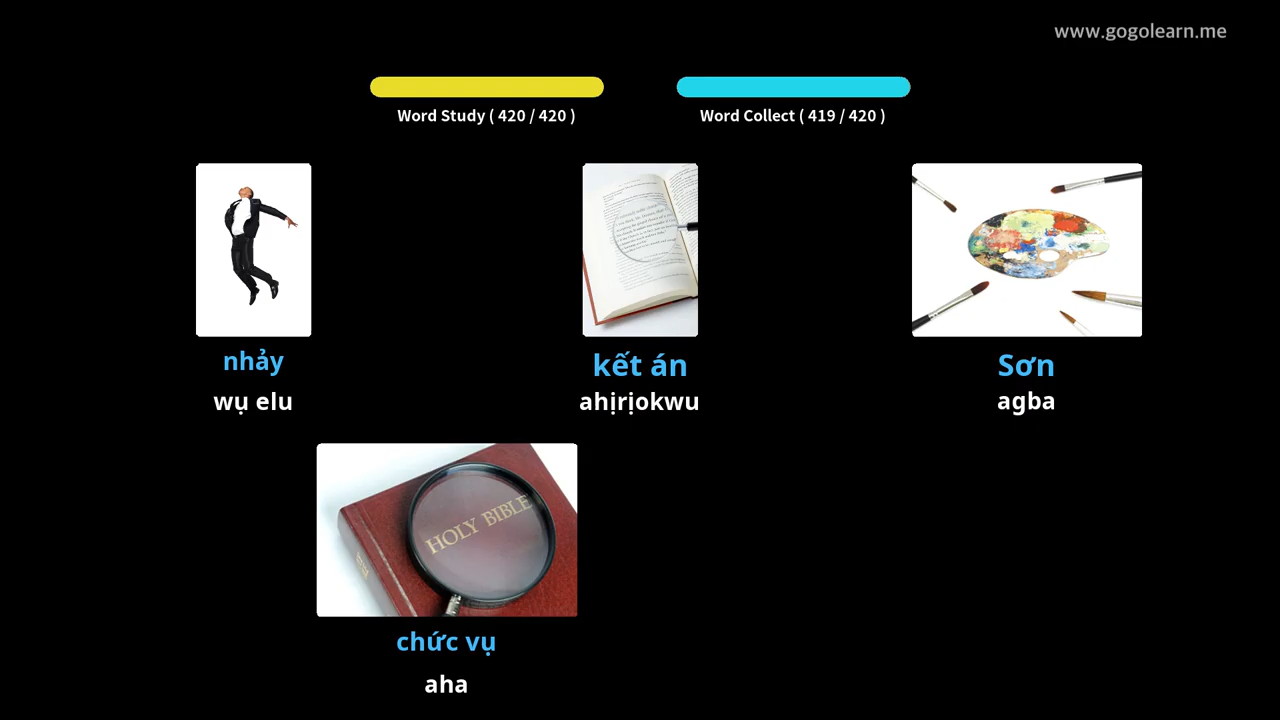 www.gogolearn.me
Word Study ( 420 / 420 )
Word Collect ( 419 / 420 )
nhảy
wụ elu
kết án
ahịrịokwu
Sơn
agba
HOLY BIBLE
chức vụ
aha